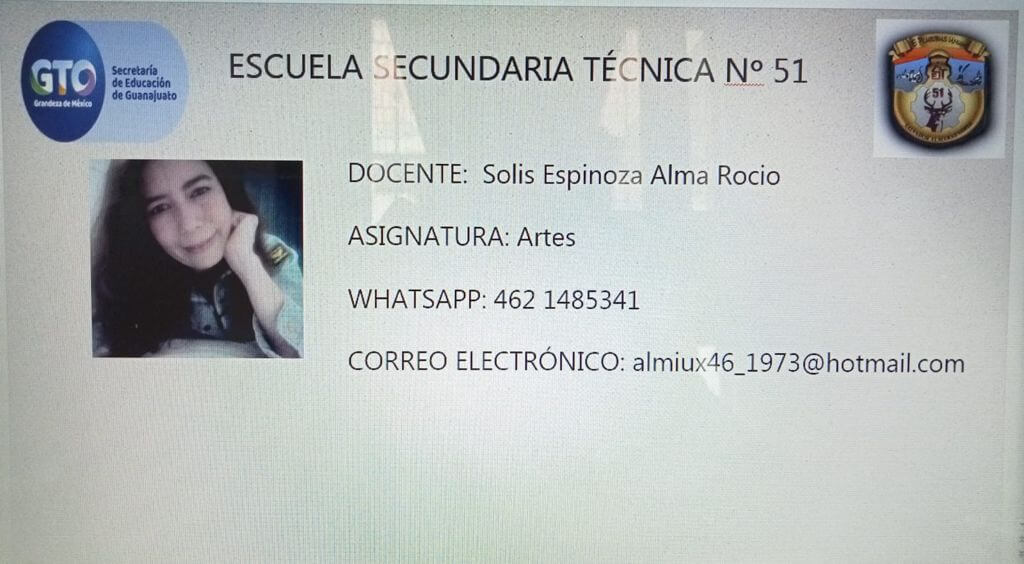 GTO
Grandeza de México
Secretaría
de Educación
de Guanajuato
ESCUELA SECUNDARIA TÉCNICA Nº 51
51
DOCENTE: Solis Espinoza Alma Rocio
ASIGNATURA: Artes
WHATSAPP: 462 1485341
CORREO ELECTRÓNICO: almiux46_1973@hotmail.com